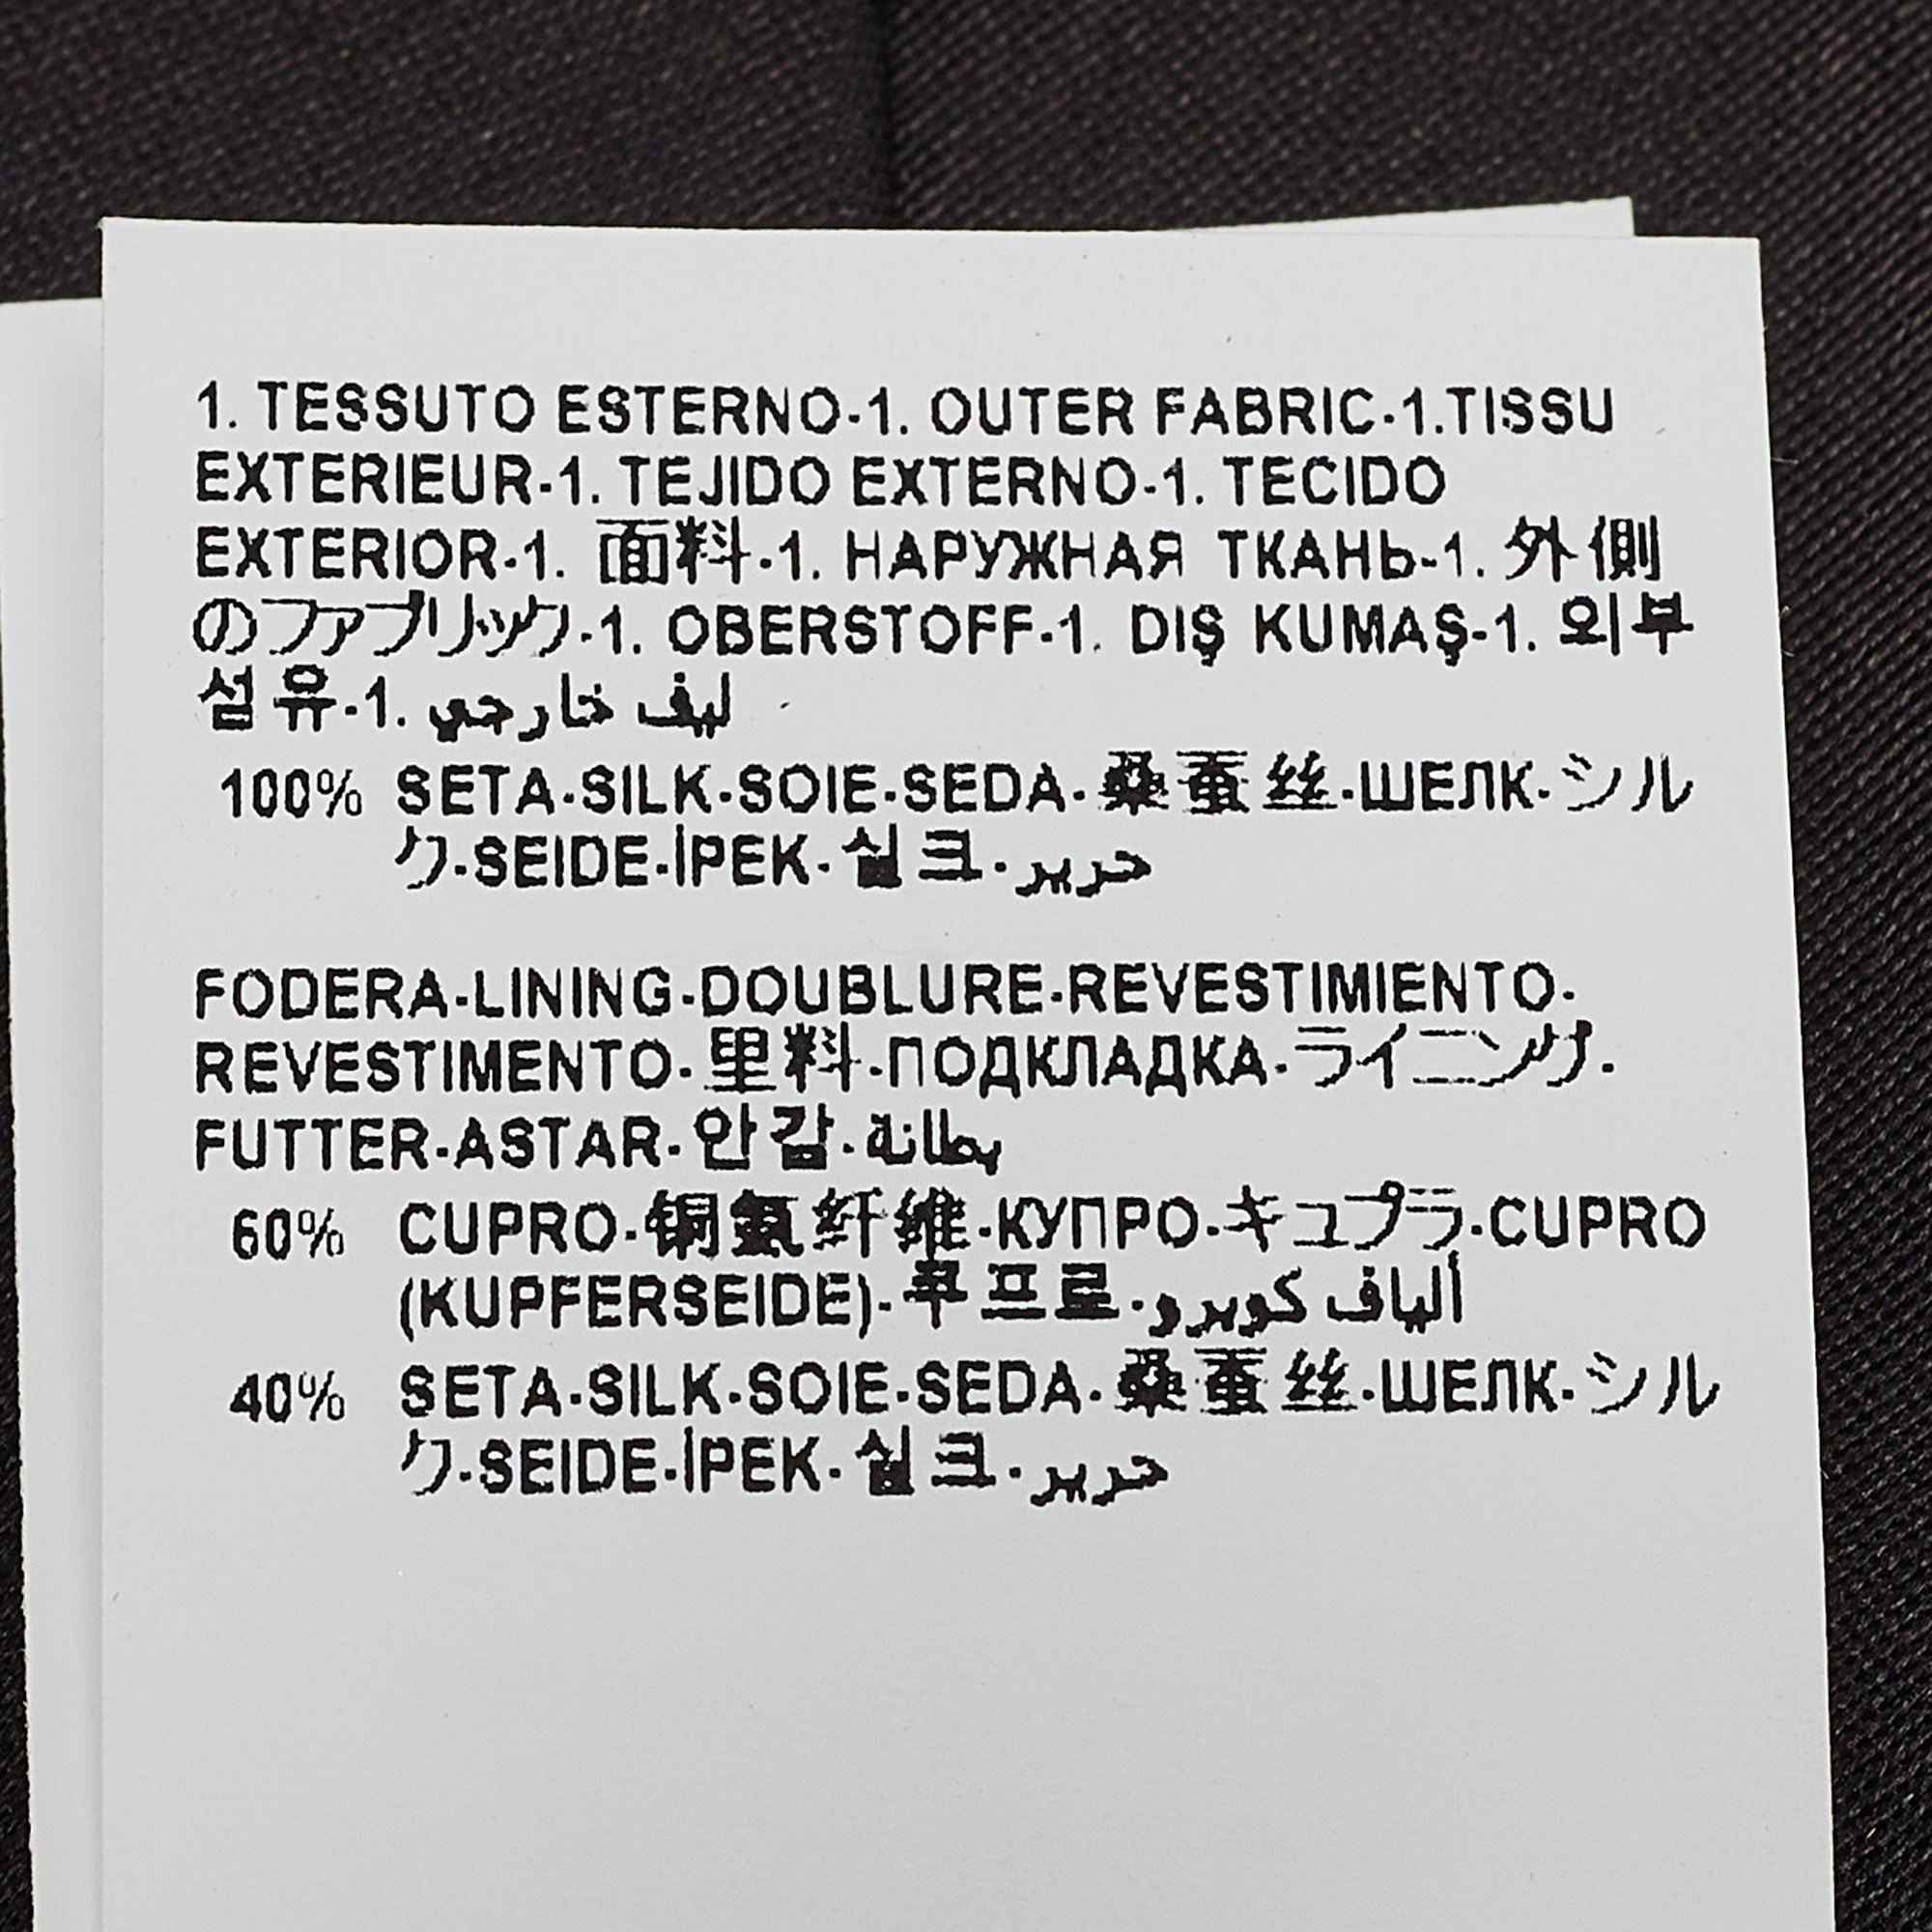 1. TESSUTO ESTERNO-1. OUTER FABRIC-1.TISSU
EXTERIEUR-1. TEJIDO EXTERNO-1. TECIDO
EXTERIOR-1. 面料-1. НАРУЖНАЯ ТКАНЬ-1. 外側
のファブリック-1. OBERSTOFF-1. DIŞ KUMAŞ-1. 외부
섬유-1. ليف خارجي
100% SETA-SILK-SOIE-SEDA-桑蚕丝-ШЕЛК-シル
ク-SEIDE-İPEK-실크-حرير
FODERA-LINING-DOUBLURE-REVESTIMIENTO-
REVESTIMENTO-里料-ПОДКЛАДКА-ライニング-
FUTTER-ASTAR-안감-بطانة
60% CUPRO-铜氨纤维-КУПРО-キュプラ-CUPRO
(KUPFERSEIDE)-쿠프로-ألياف كوبرو
40% SETA-SILK-SOIE-SEDA-桑蚕丝-ШЕЛК-シル
ク-SEIDE-İPEK-실크-حرير